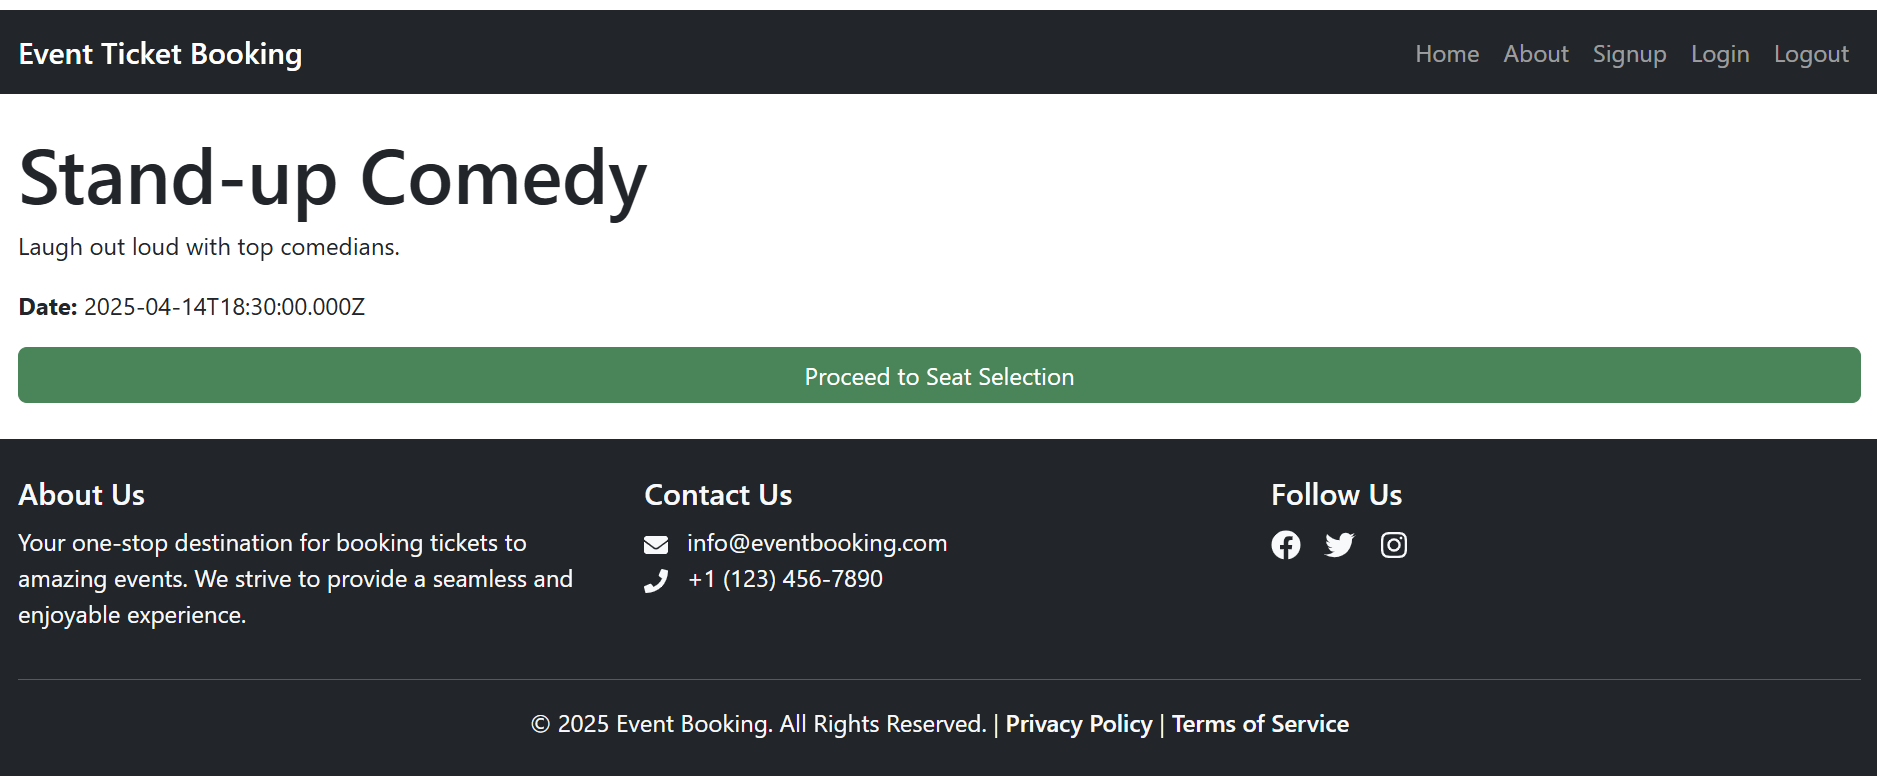 Event Ticket Booking
Home About Signup Login Logout
Stand-up Comedy
Laugh out loud with top comedians.
Date: 2025-04-14T18:30:00.000Z
Proceed to Seat Selection
About Us
Your one-stop destination for booking tickets to
amazing events. We strive to provide a seamless and
enjoyable experience.
Contact Us
info@eventbooking.com
+1 (123) 456-7890
Follow Us
© 2025 Event Booking. All Rights Reserved. | Privacy Policy | Terms of Service